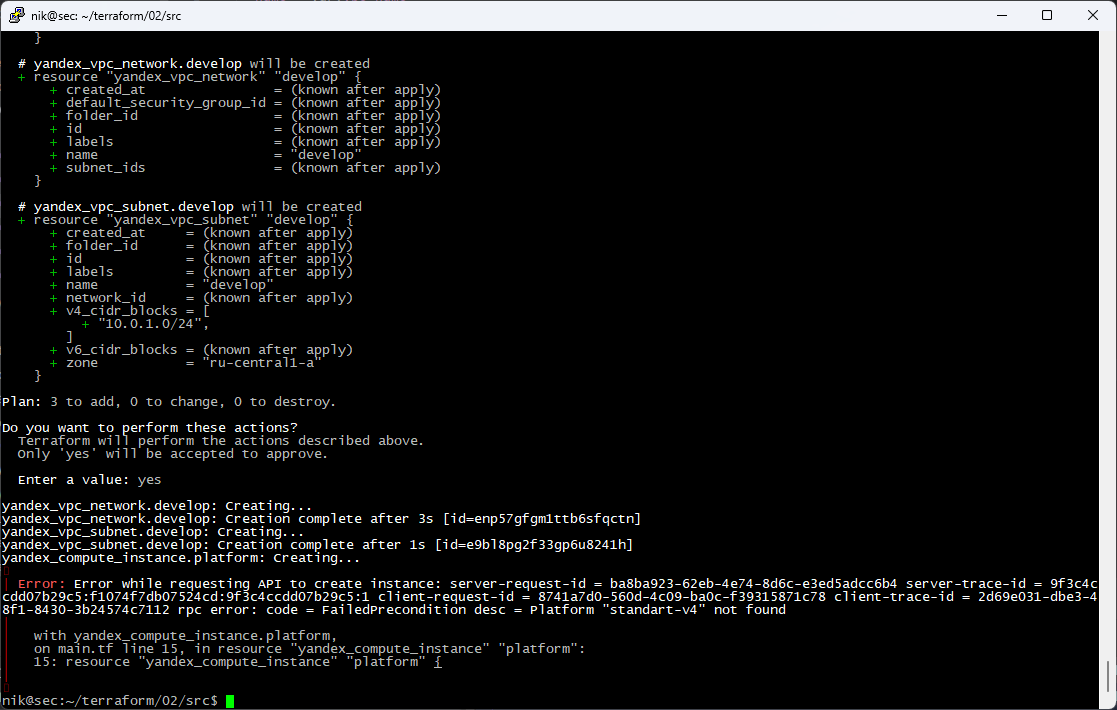 nik@sec: ~/terraform/02/src
    }
  # yandex_vpc_network.develop will be created
  + resource "yandex_vpc_network" "develop" {
      + created_at                = (known after apply)
      + default_security_group_id = (known after apply)
      + folder_id                 = (known after apply)
      + id                        = (known after apply)
      + labels                    = (known after apply)
      + name                      = "develop"
      + subnet_ids                = (known after apply)
    }
  # yandex_vpc_subnet.develop will be created
  + resource "yandex_vpc_subnet" "develop" {
      + created_at     = (known after apply)
      + folder_id      = (known after apply)
      + id             = (known after apply)
      + labels         = (known after apply)
      + name           = "develop"
      + network_id     = (known after apply)
      + v4_cidr_blocks = [
          + "10.0.1.0/24",
        ]
      + v6_cidr_blocks = (known after apply)
      + zone           = "ru-central1-a"
    }
Plan: 3 to add, 0 to change, 0 to destroy.
Do you want to perform these actions?
  Terraform will perform the actions described above.
  Only 'yes' will be accepted to approve.
  Enter a value: yes
yandex_vpc_network.develop: Creating...
yandex_vpc_network.develop: Creation complete after 3s [id=enp57gfgm1ttb6sfqctn]
yandex_vpc_subnet.develop: Creating...
yandex_vpc_subnet.develop: Creation complete after 1s [id=e9bl8pg2f33gp6u8241h]
yandex_compute_instance.platform: Creating...
  Error: Error while requesting API to create instance: server-request-id = ba8ba923-62eb-4e74-8d6c-e3ed5adcc6b4 server-trace-id = 9f3c4c
cdd07b29c5:f1074f7db07524cd:9f3c4ccdd07b29c5:1 client-request-id = 8741a7d0-560d-4c09-ba0c-f39315871c78 client-trace-id = 2d69e031-dbe3-4
8f1-8430-3b24574c7112 rpc error: code = FailedPrecondition desc = Platform "standart-v4" not found
    with yandex_compute_instance.platform,
    on main.tf line 15, in resource "yandex_compute_instance" "platform":
    15: resource "yandex_compute_instance" "platform" {
nik@sec:~/terraform/02/src$